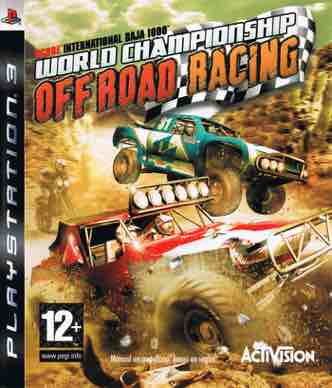 PLAYSTATION 3
SCORE INTERNATIONAL BAJA 1000
WORLD CHAMPIONSHIP
OFF ROAD RACING
12+
www.pegi.info
ACTIVISION